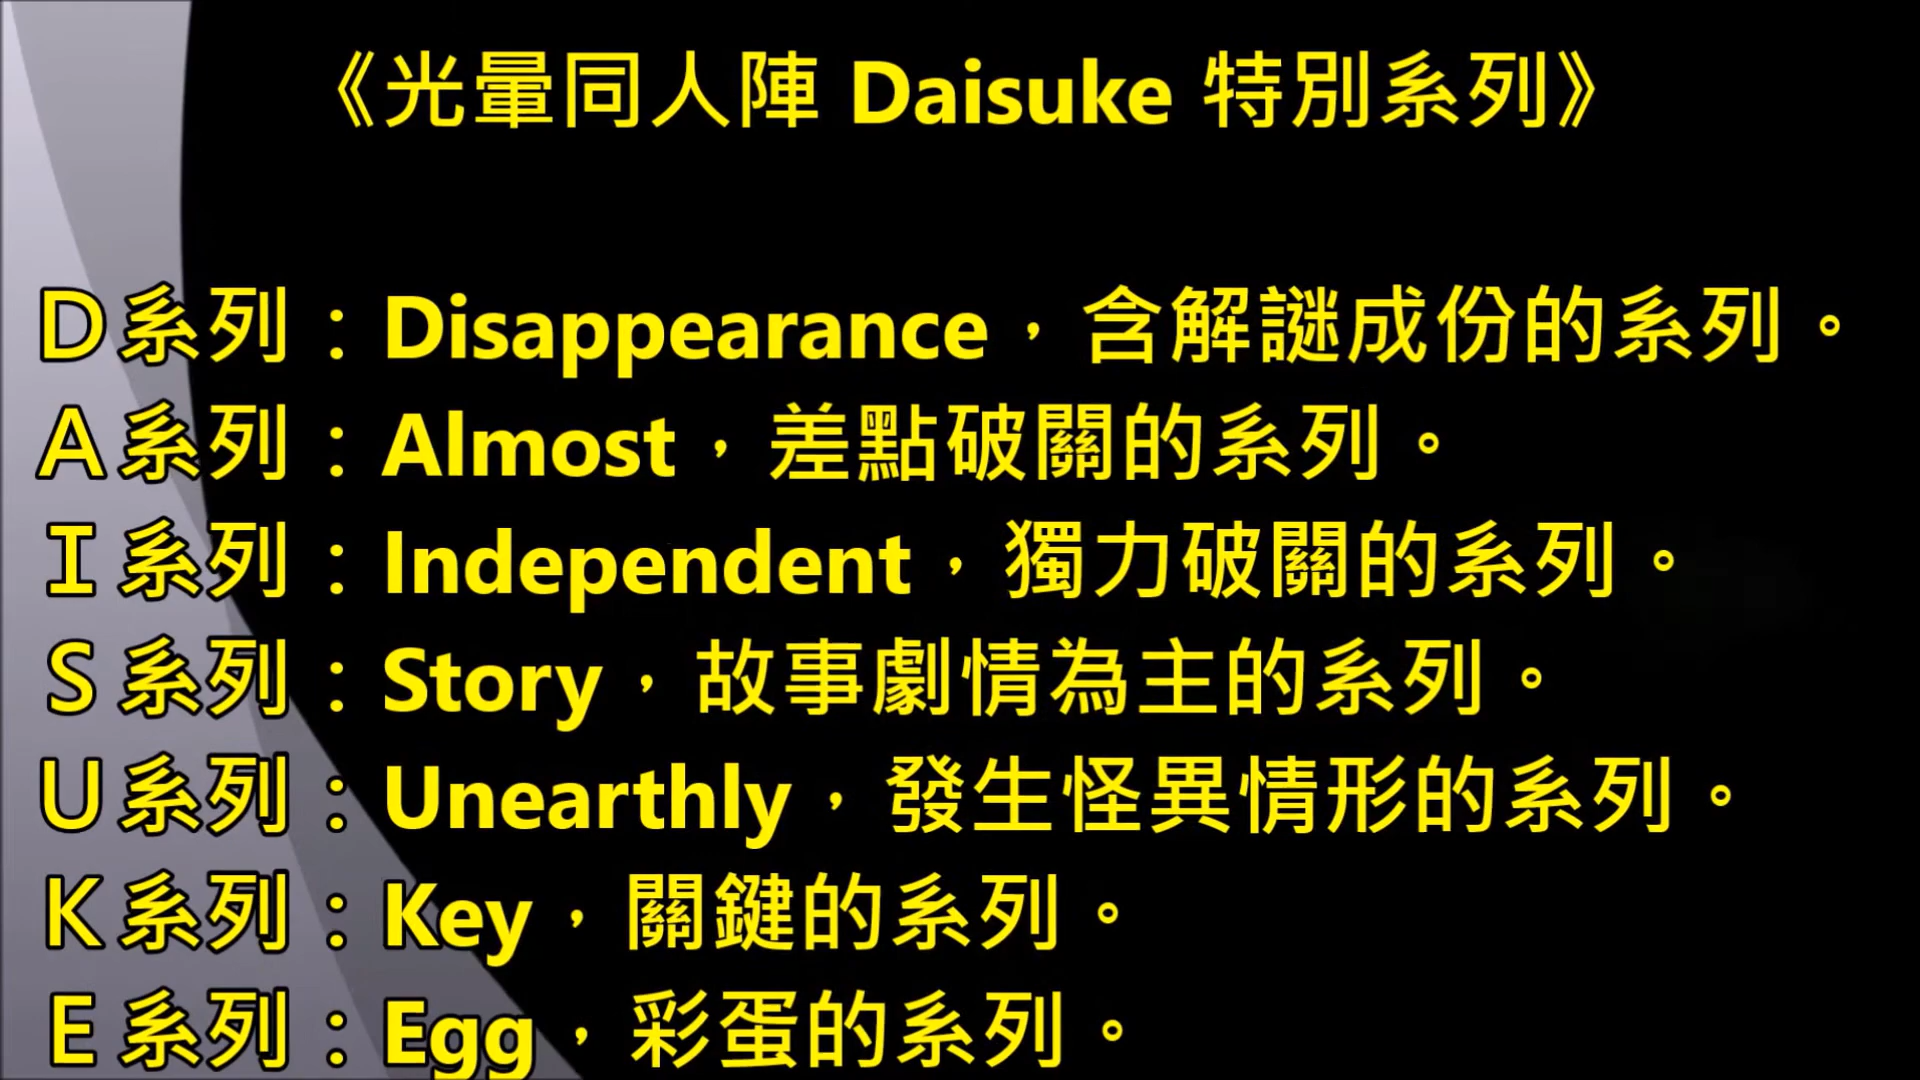 《光暈同人陣 Daisuke 特別系列》
D系列：Disappearance，含解謎成份的系列。
A系列：Almost，差點破關的系列。
I系列：Independent，獨力破關的系列。
S系列：Story，故事劇情為主的系列。
U系列：Unearthly，發生怪異情形的系列。
K系列：Key，關鍵的系列。
E系列：Egg，彩蛋的系列。